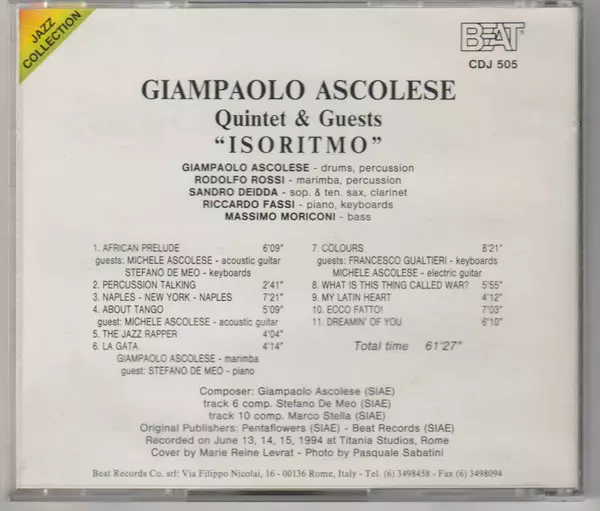 JAZZ
COLLECTION
BEAT
CDJ 505
GIAMPAOLO ASCOLESE
Quintet & Guests
“ISORITMO”
GIAMPAOLO ASCOLESE - drums, percussion
RODOLFO ROSSI - marimba, percussion
SANDRO DEIDDA - sop. & ten. sax, clarinet
RICCARDO FASSI - piano, keyboards
MASSIMO MORICONI - bass
1. AFRICAN PRELUDE 6'09"
guests: MICHELE ASCOLESE - acoustic guitar
STEFANO DE MEO - keyboards
2. PERCUSSION TALKING 2'41"
3. NAPLES - NEW YORK - NAPLES 7'21"
4. ABOUT TANGO 5'09"
guest: MICHELE ASCOLESE - acoustic guitar
5. THE JAZZ RAPPER 4'04"
6. LA GATA 4'14"
GIAMPAOLO ASCOLESE - marimba
guest: STEFANO DE MEO - piano
7. COLOURS 8'21"
guests: FRANCESCO GUALTIERI - keyboards
MICHELE ASCOLESE - electric guitar
8. WHAT IS THIS THING CALLED WAR? 5'55"
9. MY LATIN HEART 4'12"
10. ECCO FATTO! 7'03"
11. DREAMIN' OF YOU 6'10"
Total time 61'27"
Composer: Giampaolo Ascolese (SIAE)
track 6 comp. Stefano De Meo (SIAE)
track 10 comp. Marco Stella (SIAE)
Original Publishers: Pentaflowers (SIAE) - Beat Records (SIAE)
Recorded on June 13, 14, 15, 1994 at Titania Studios, Rome
Cover by Marie Reine Levrat - Photo by Pasquale Sabatini
Beat Records Co. srl: Via Filippo Nicolai, 16 - 00136 Rome, Italy - Tel. (6) 3498458 - Fax (6) 3498094